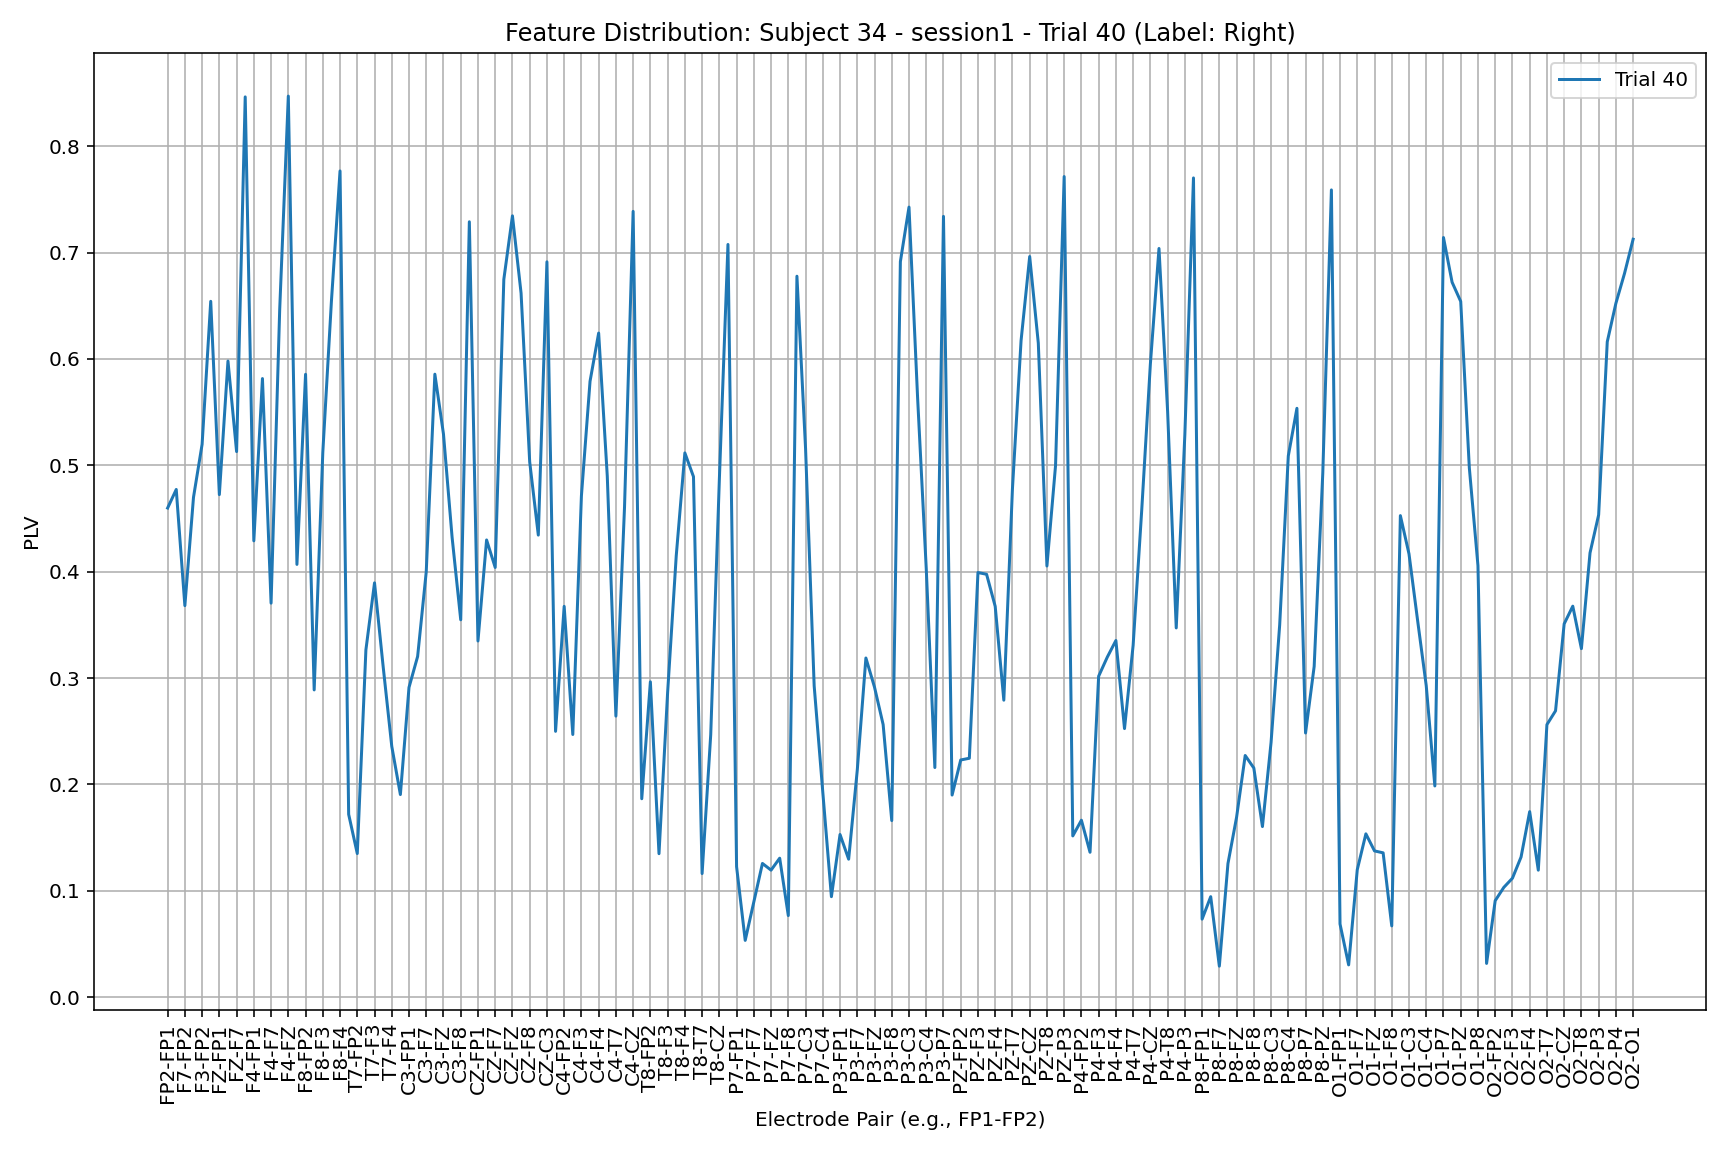 Feature Distribution: Subject 34 - session1 - Trial 40 (Label: Right)
Trial 40
PLV
0.8
0.7
0.6
0.5
0.4
0.3
0.2
0.1
0.0
FP2-FP1
F7-FP2
F3-FP2
FZ-FP1
FZ-F7
F4-FP1
F4-F7
F4-FZ
F8-FP2
F8-F3
F8-F4
T7-FP2
T7-F3
T7-F4
C3-FP1
C3-F7
C3-FZ
C3-F8
CZ-FP1
CZ-F7
CZ-FZ
CZ-F8
CZ-C3
C4-FP2
C4-F3
C4-F4
C4-T7
C4-CZ
T8-FP2
T8-F3
T8-F4
T8-T7
T8-CZ
P7-FP1
P7-F7
P7-FZ
P7-F8
P7-C3
P7-C4
P3-FP1
P3-F7
P3-FZ
P3-F8
P3-C3
P3-C4
P3-P7
PZ-FP2
PZ-F3
PZ-F4
PZ-T7
PZ-CZ
PZ-T8
PZ-P3
P4-FP2
P4-F3
P4-F4
P4-T7
P4-CZ
P4-T8
P4-P3
P8-FP1
P8-F7
P8-FZ
P8-F8
P8-C3
P8-C4
P8-P7
P8-PZ
O1-FP1
O1-F7
O1-FZ
O1-F8
O1-C3
O1-C4
O1-P7
O1-PZ
O1-P8
O2-FP2
O2-F3
O2-F4
O2-T7
O2-CZ
O2-T8
O2-P3
O2-P4
O2-O1
Electrode Pair (e.g., FP1-FP2)